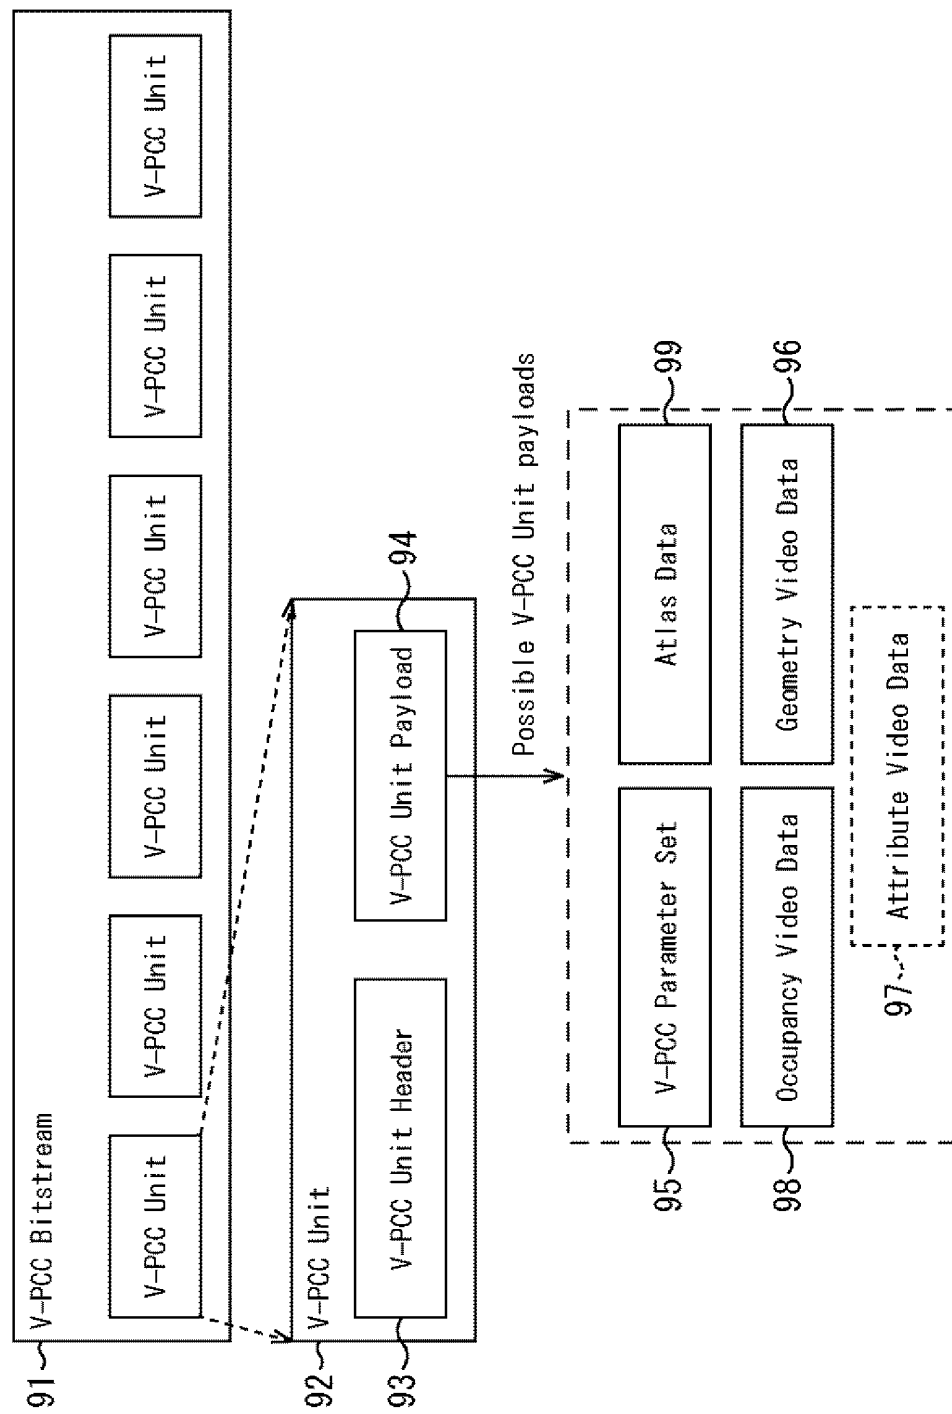 91
V-PCC Bitstream
V-PCC Unit
V-PCC Unit
V-PCC Unit
V-PCC Unit
V-PCC Unit
V-PCC Unit
92
V-PCC Unit
93
V-PCC Unit Header
V-PCC Unit Payload
94
Possible V-PCC Unit payloads
95
V-PCC Parameter Set
Atlas Data
99
98
Occupancy Video Data
Geometry Video Data
96
97
Attribute Video Data